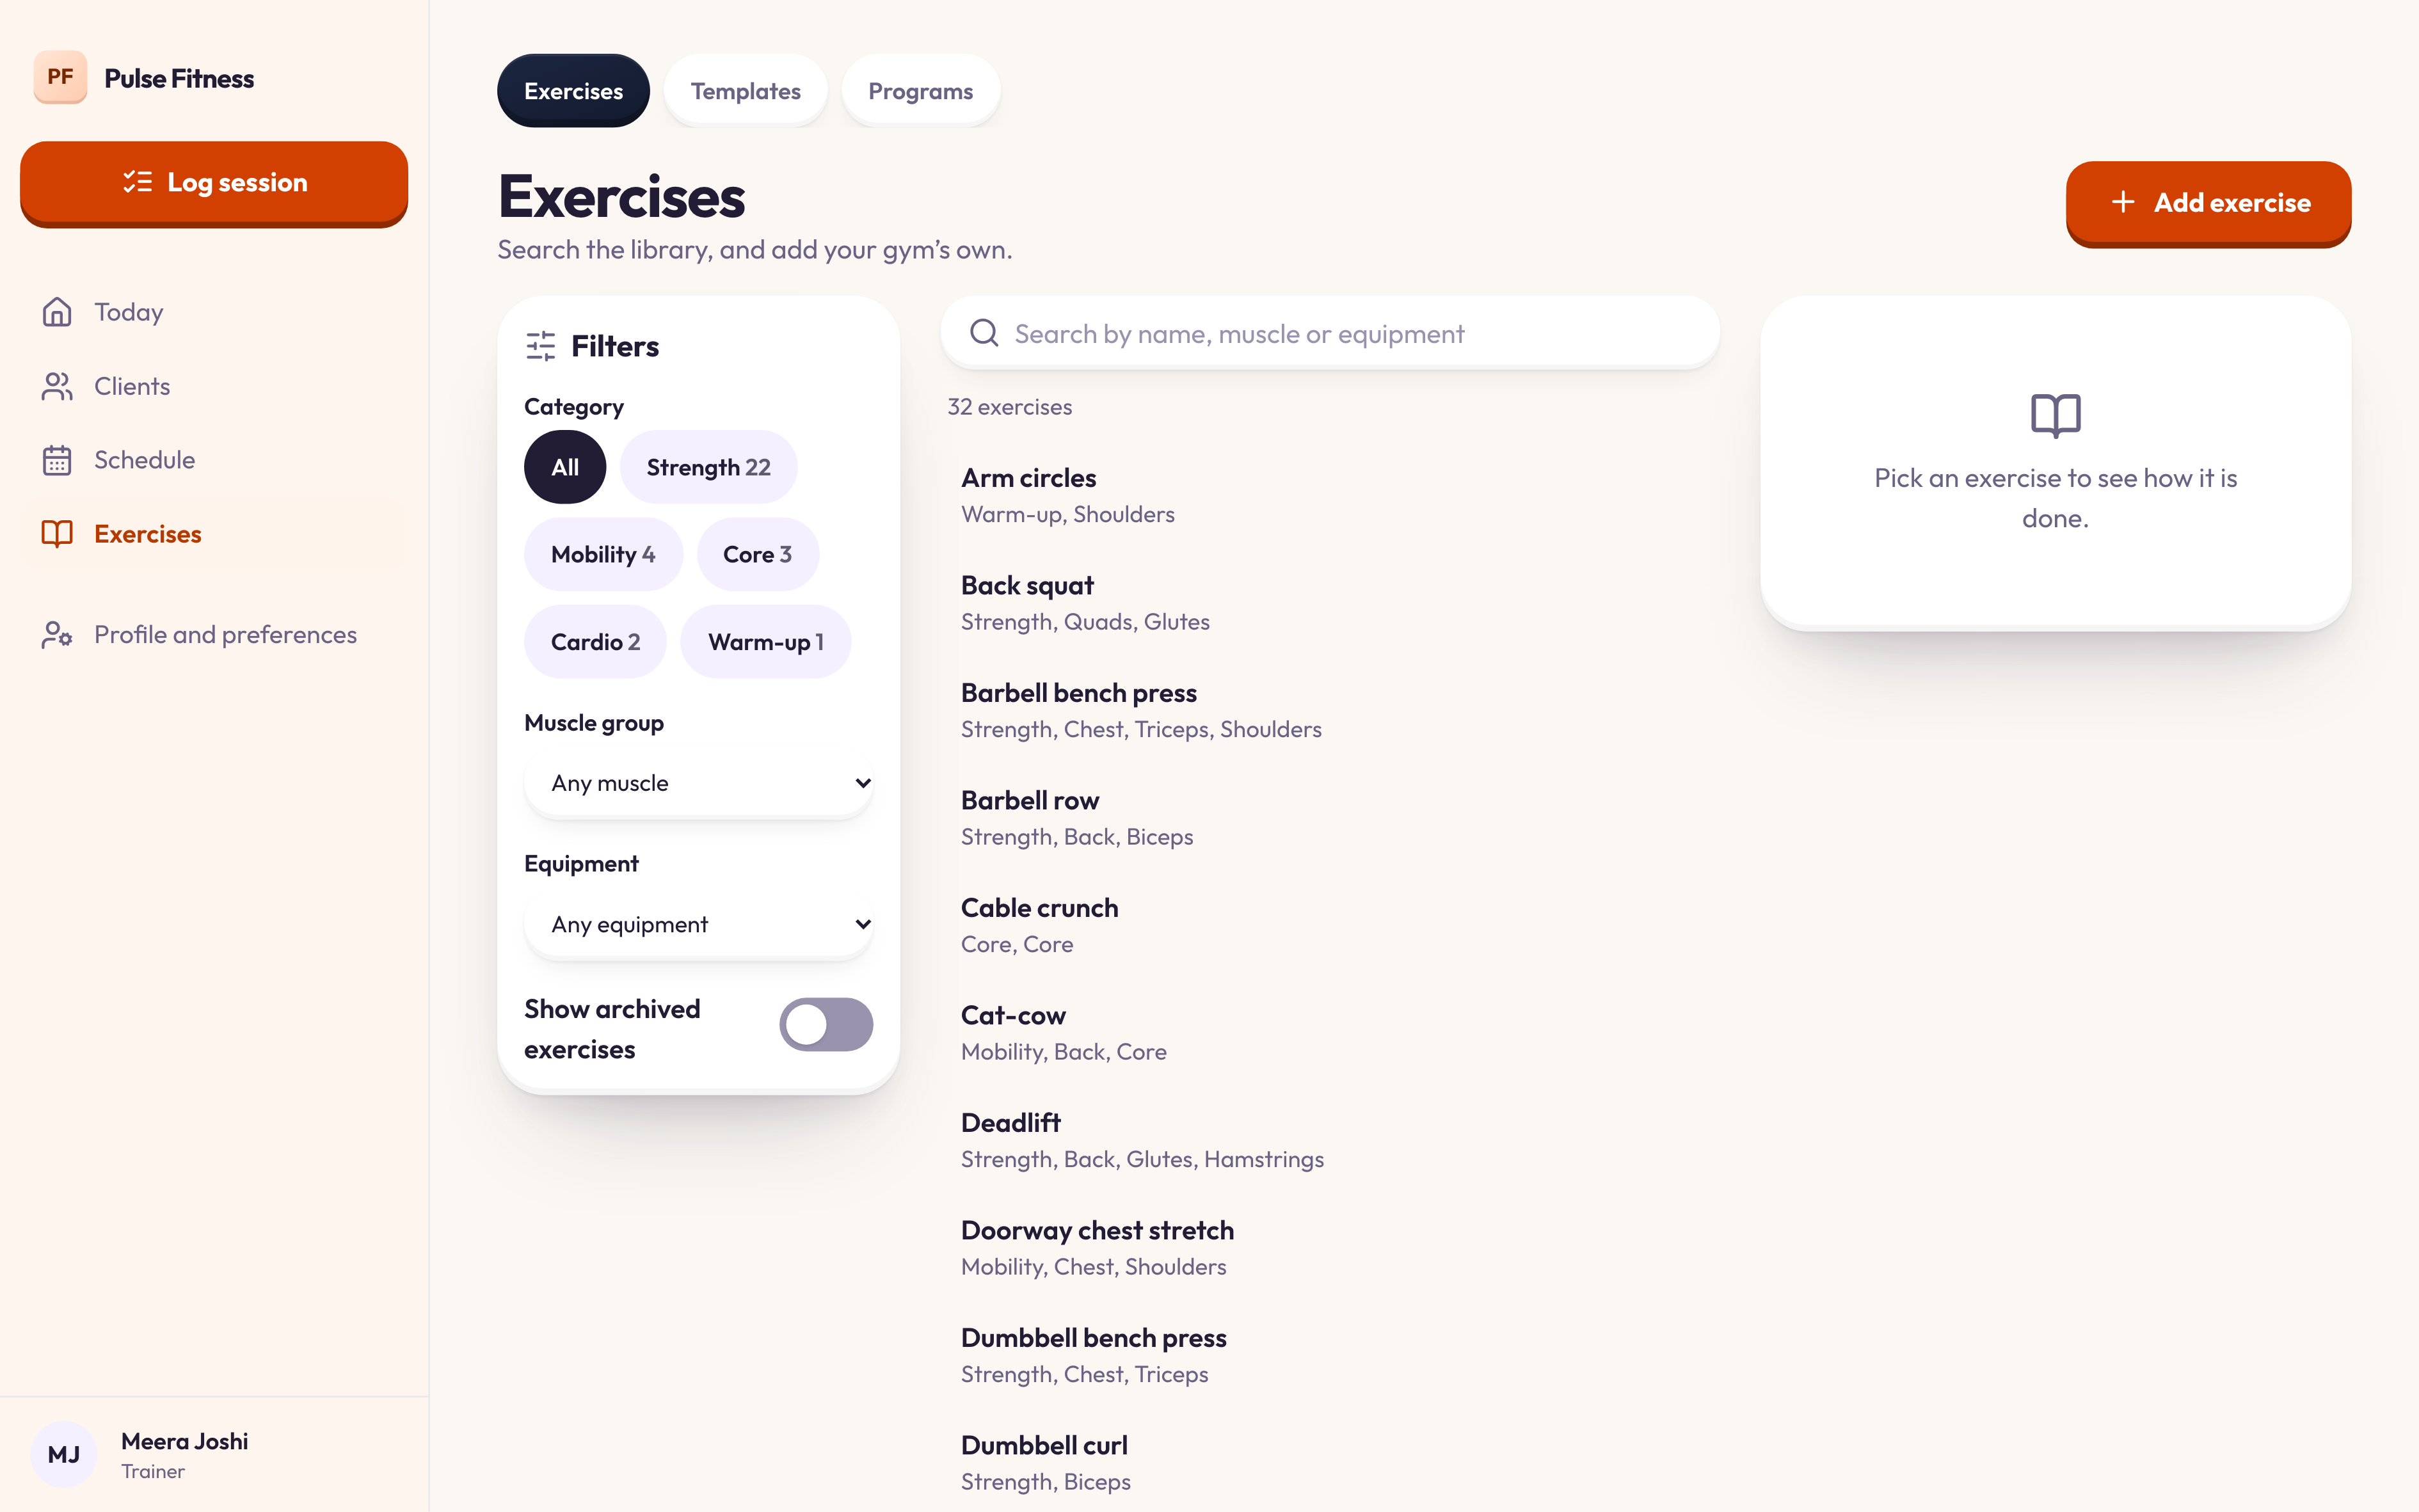 PF
Pulse Fitness
Log session
Today
Clients
Schedule
Exercises
Profile and preferences
MJ
Meera Joshi
Trainer
Exercises
Templates
Programs
Exercises
Search the library, and add your gym’s own.
Add exercise
Filters
Category
All
Strength 22
Mobility 4
Core 3
Cardio 2
Warm-up 1
Muscle group
Any muscle
Equipment
Any equipment
Show archived
exercises
Search by name, muscle or equipment
32 exercises
Arm circles
Warm-up, Shoulders
Back squat
Strength, Quads, Glutes
Barbell bench press
Strength, Chest, Triceps, Shoulders
Barbell row
Strength, Back, Biceps
Cable crunch
Core, Core
Cat-cow
Mobility, Back, Core
Deadlift
Strength, Back, Glutes, Hamstrings
Doorway chest stretch
Mobility, Chest, Shoulders
Dumbbell bench press
Strength, Chest, Triceps
Dumbbell curl
Strength, Biceps
Pick an exercise to see how it is
done.